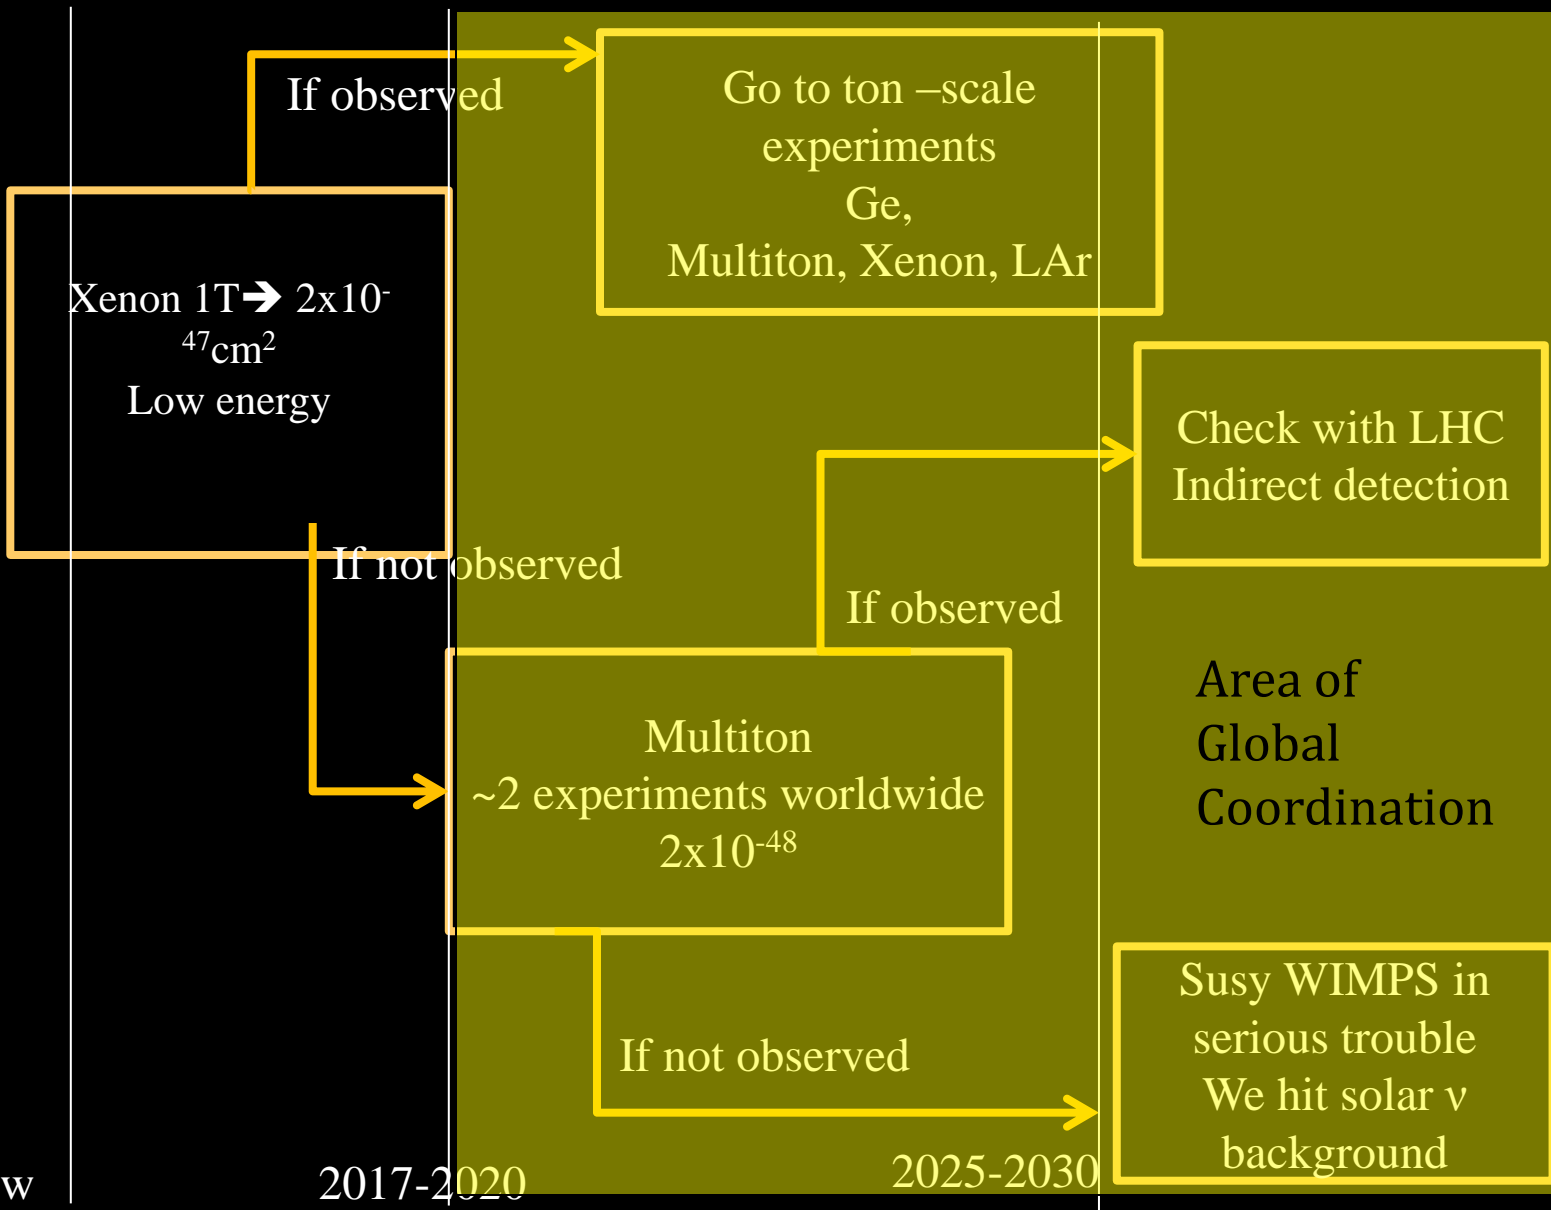 If observed
Go to ton –scale
experiments
Ge,
Multiton, Xenon, LAr
Xenon 1T➔ 2x10⁻
⁴⁷cm²
Low energy
Check with LHC
Indirect detection
If not observed
If observed
Area of
Global
Coordination
Multiton
~2 experiments worldwide
2x10⁻⁴⁸
If not observed
Susy WIMPS in
serious trouble
We hit solar ν
background
w
2017-2020
2025-2030